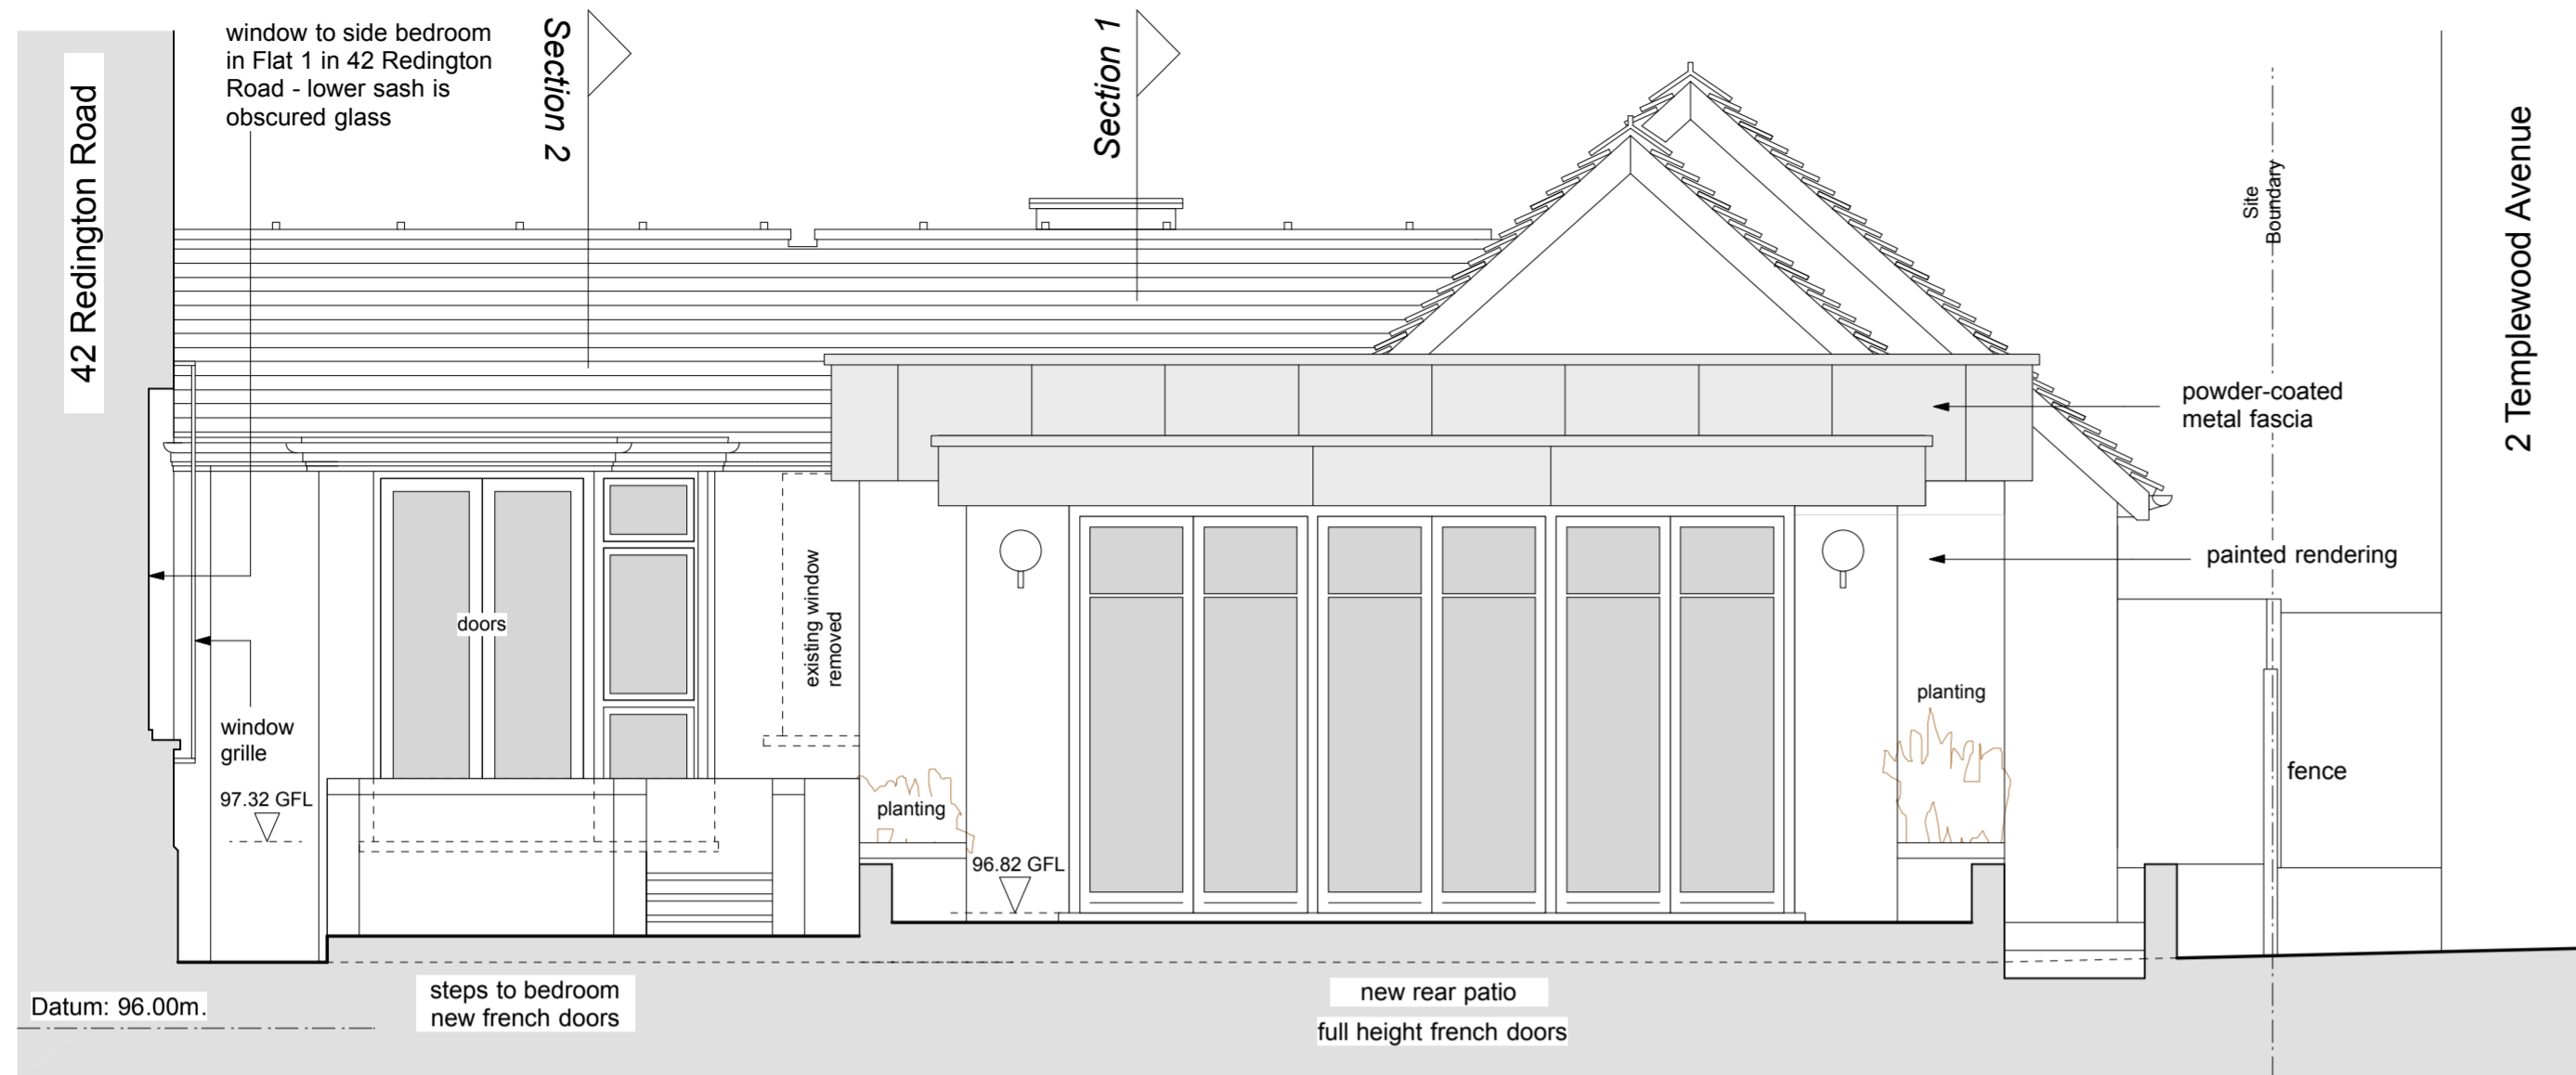 42 Redington Road
window to side bedroom
in Flat 1 in 42 Redington
Road - lower sash is
obscured glass
Section 2
Section 1
Site
Boundary
2 Templewood Avenue
powder-coated
metal fascia
painted rendering
doors
existing window
removed
window
grille
97.32 GFL
planting
96.82 GFL
planting
fence
steps to bedroom
new french doors
new rear patio
full height french doors
Datum: 96.00m.